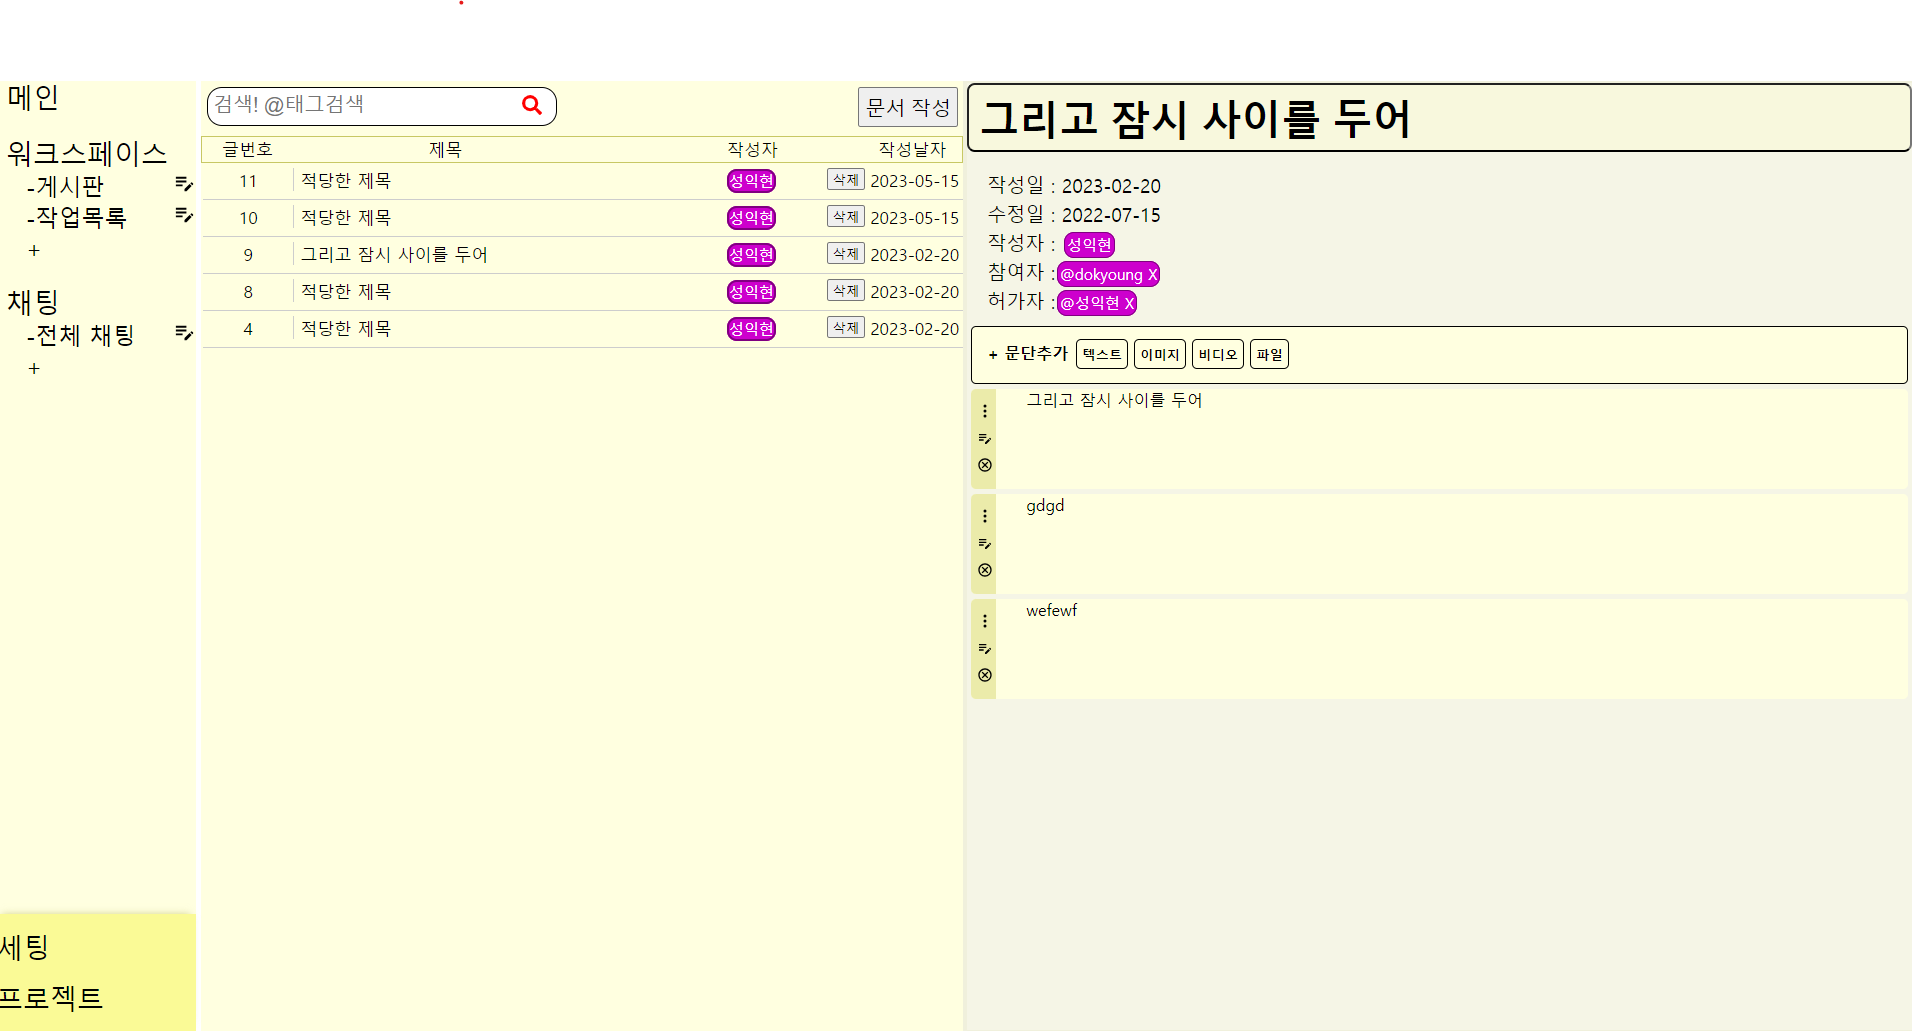 메인
워크스페이스
-게시판
-작업목록
+
채팅
-전체 채팅
+
세팅
프로젝트
검색! @태그검색
문서 작성
글번호 제목 작성자 작성날자
11 적당한 제목 성익현 삭제 2023-05-15
10 적당한 제목 성익현 삭제 2023-05-15
9 그리고 잠시 사이를 두어 성익현 삭제 2023-02-20
8 적당한 제목 성익현 삭제 2023-02-20
4 적당한 제목 성익현 삭제 2023-02-20
그리고 잠시 사이를 두어
작성일 : 2023-02-20
수정일 : 2022-07-15
작성자 : 성익현
참여자 : @dokyoung X
허가자 : @성익현 X
+ 문단추가 텍스트 이미지 비디오 파일
그리고 잠시 사이를 두어
gdgd
wefewf